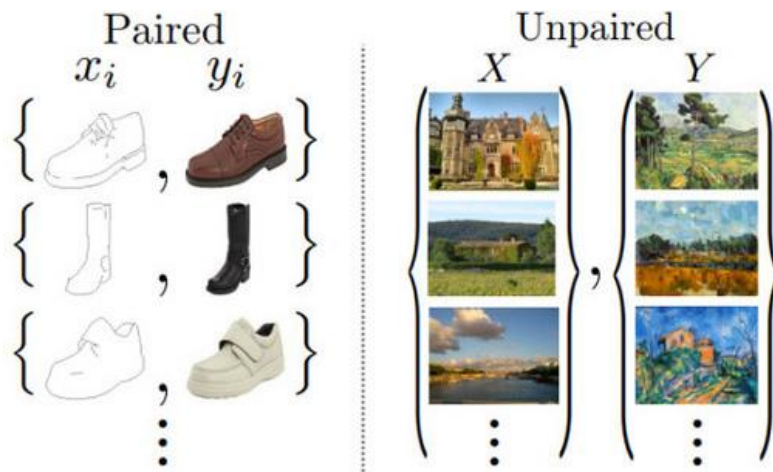 Paired
x_i y_i
{ , }
{ , }
{ , }
⋮
Unpaired
X Y
{ } , { }
⋮ ⋮